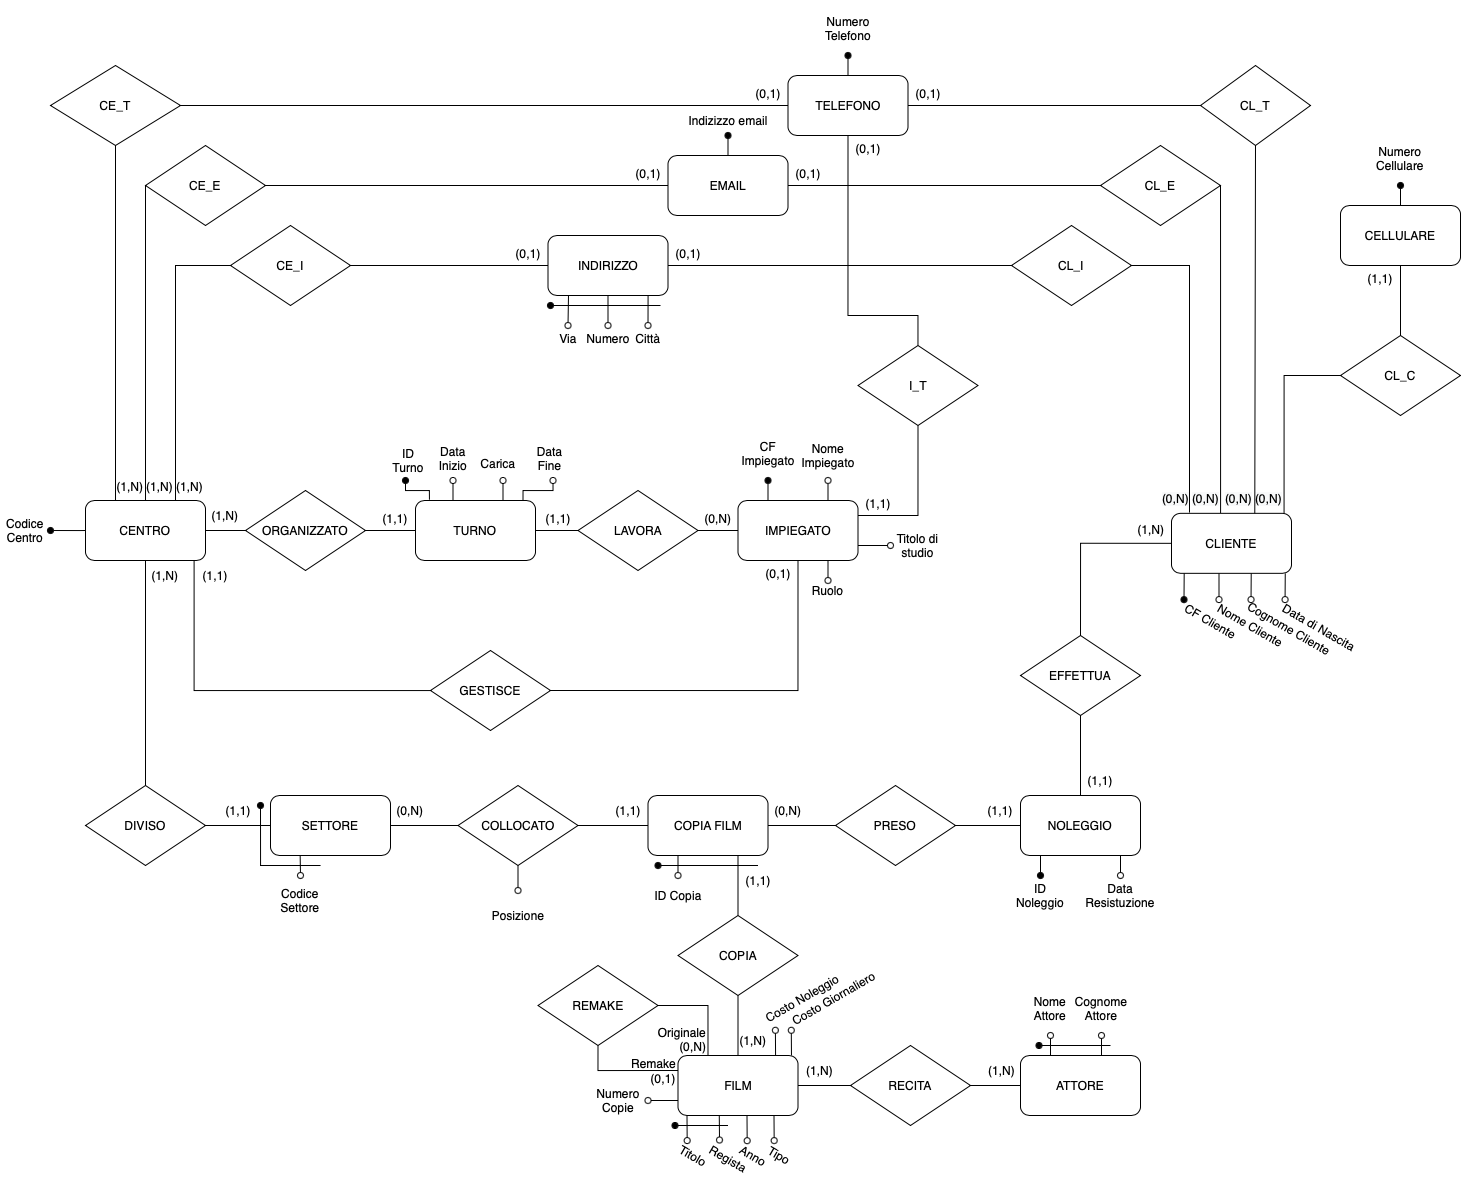 Numero
Telefono
CE_T
(0,1)
TELEFONO
(0,1)
CL_T
Indizizzo email
(0,1)
Numero
Cellulare
CE_E
(0,1)
EMAIL
(0,1)
CL_E
CELLULARE
CE_I
(0,1)
INDIRIZZO
(0,1)
CL_I
(1,1)
Via
Numero
Città
CL_C
I_T
ID
Turno
Data
Inizio
Carica
Data
Fine
CF
Impiegato
Nome
Impiegato
(1,N)
(1,N)
(1,N)
(1,1)
(0,N)
(0,N)
(0,N)
(0,N)
Codice
Centro
CENTRO
(1,N)
ORGANIZZATO
(1,1)
TURNO
(1,1)
LAVORA
(0,N)
IMPIEGATO
Titolo di
studio
(1,N)
CLIENTE
(1,N)
(1,1)
(0,1)
Ruolo
CF Cliente
Nome Cliente
Cognome Cliente
Data di Nascita
GESTISCE
EFFETTUA
(1,1)
DIVISO
(1,1)
SETTORE
(0,N)
COLLOCATO
(1,1)
COPIA FILM
(0,N)
PRESO
(1,1)
NOLEGGIO
Codice
Settore
Posizione
ID Copia
(1,1)
ID
Noleggio
Data
Resistuzione
COPIA
REMAKE
Costo Noleggio
Costo Giornaliero
Nome
Attore
Cognome
Attore
Originale
(0,N)
(1,N)
Remake
(0,1)
FILM
(1,N)
RECITA
(1,N)
ATTORE
Numero
Copie
Titolo
Regista
Anno
Tipo